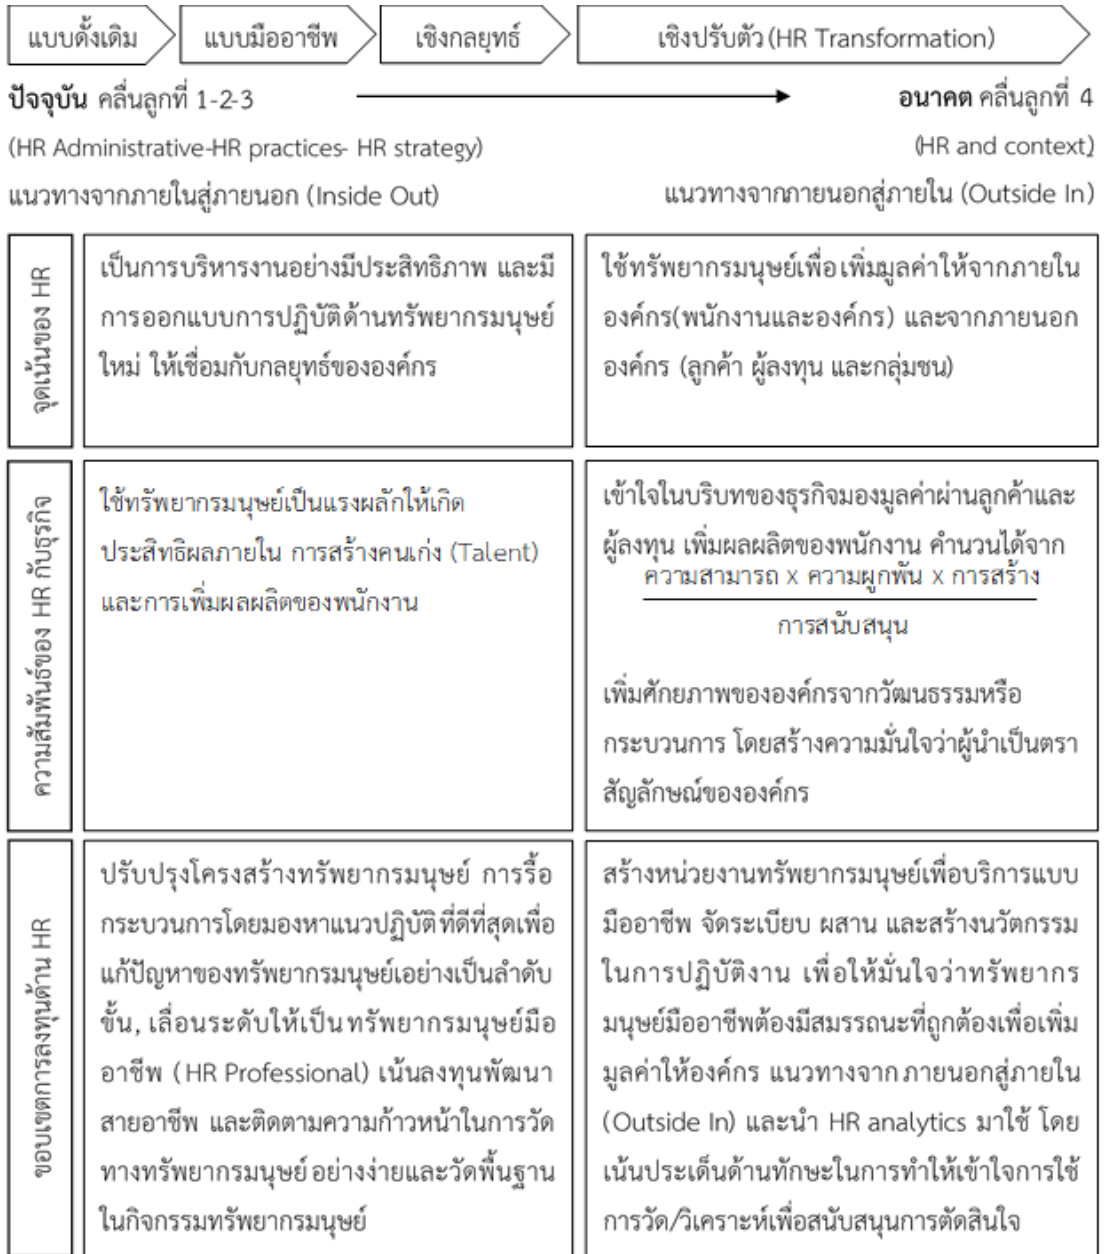 แบบดั้งเดิม แบบมืออาชีพ เชิงกลยุทธ์ เชิงปรับตัว (HR Transformation)
ปัจจุบัน คลื่นลูกที่ 1-2-3 อนาคต คลื่นลูกที่ 4
(HR Administrative-HR practices- HR strategy) (HR and context)
แนวทางจากภายในสู่ภายนอก (Inside Out) แนวทางจากภายนอกสู่ภายใน (Outside In)
จุดเน้นของ HR
เป็นการบริหารงานอย่างมีประสิทธิภาพ และมี
การออกแบบการปฏิบัติด้านทรัพยากรมนุษย์
ใหม่ ให้เชื่อมกับกลยุทธ์ขององค์กร
ใช้ทรัพยากรมนุษย์เพื่อเพิ่มมูลค่าให้จากภายใน
องค์กร(พนักงานและองค์กร) และจากภายนอก
องค์กร (ลูกค้า ผู้ลงทุน และกลุ่มชน)
ความสัมพันธ์ของ HR กับธุรกิจ
ใช้ทรัพยากรมนุษย์เป็นแรงผลักให้เกิด
ประสิทธิผลภายใน การสร้างคนเก่ง (Talent)
และการเพิ่มผลผลิตของพนักงาน
เข้าใจในบริบทของธุรกิจมองมูลค่าผ่านลูกค้าและ
ผู้ลงทุน เพิ่มผลผลิตของพนักงาน คำนวนได้จาก
ความสามารถ x ความผูกพัน x การสร้าง
การสนับสนุน
เพิ่มศักยภาพขององค์กรจากวัฒนธรรมหรือ
กระบวนการ โดยสร้างความมั่นใจว่าผู้นำเป็นตรา
สัญลักษณ์ขององค์กร
ขอบเขตการลงทุนด้าน HR
ปรับปรุงโครงสร้างทรัพยากรมนุษย์ การรื้อ
กระบวนการโดยมองหาแนวปฏิบัติที่ดีที่สุดเพื่อ
แก้ปัญหาของทรัพยากรมนุษย์เอย่างเป็นลำดับ
ขั้น, เลื่อนระดับให้เป็นทรัพยากรมนุษย์มือ
อาชีพ (HR Professional) เน้นลงทุนพัฒนา
สายอาชีพ และติดตามความก้าวหน้าในการวัด
ทางทรัพยากรมนุษย์อย่างง่ายและวัดพื้นฐาน
ในกิจกรรมทรัพยากรมนุษย์
สร้างหน่วยงานทรัพยากรมนุษย์เพื่อบริการแบบ
มืออาชีพ จัดระเบียบ ผสาน และสร้างนวัตกรรม
ในการปฏิบัติงาน เพื่อให้มั่นใจว่าทรัพยากร
มนุษย์มืออาชีพต้องมีสมรรถนะที่ถูกต้องเพื่อเพิ่ม
มูลค่าให้องค์กร แนวทางจากภายนอกสู่ภายใน
(Outside In) และนำ HR analytics มาใช้ โดย
เน้นประเด็นด้านทักษะในการทำให้เข้าใจการใช้
การวัด/วิเคราะห์เพื่อสนับสนุนการตัดสินใจ